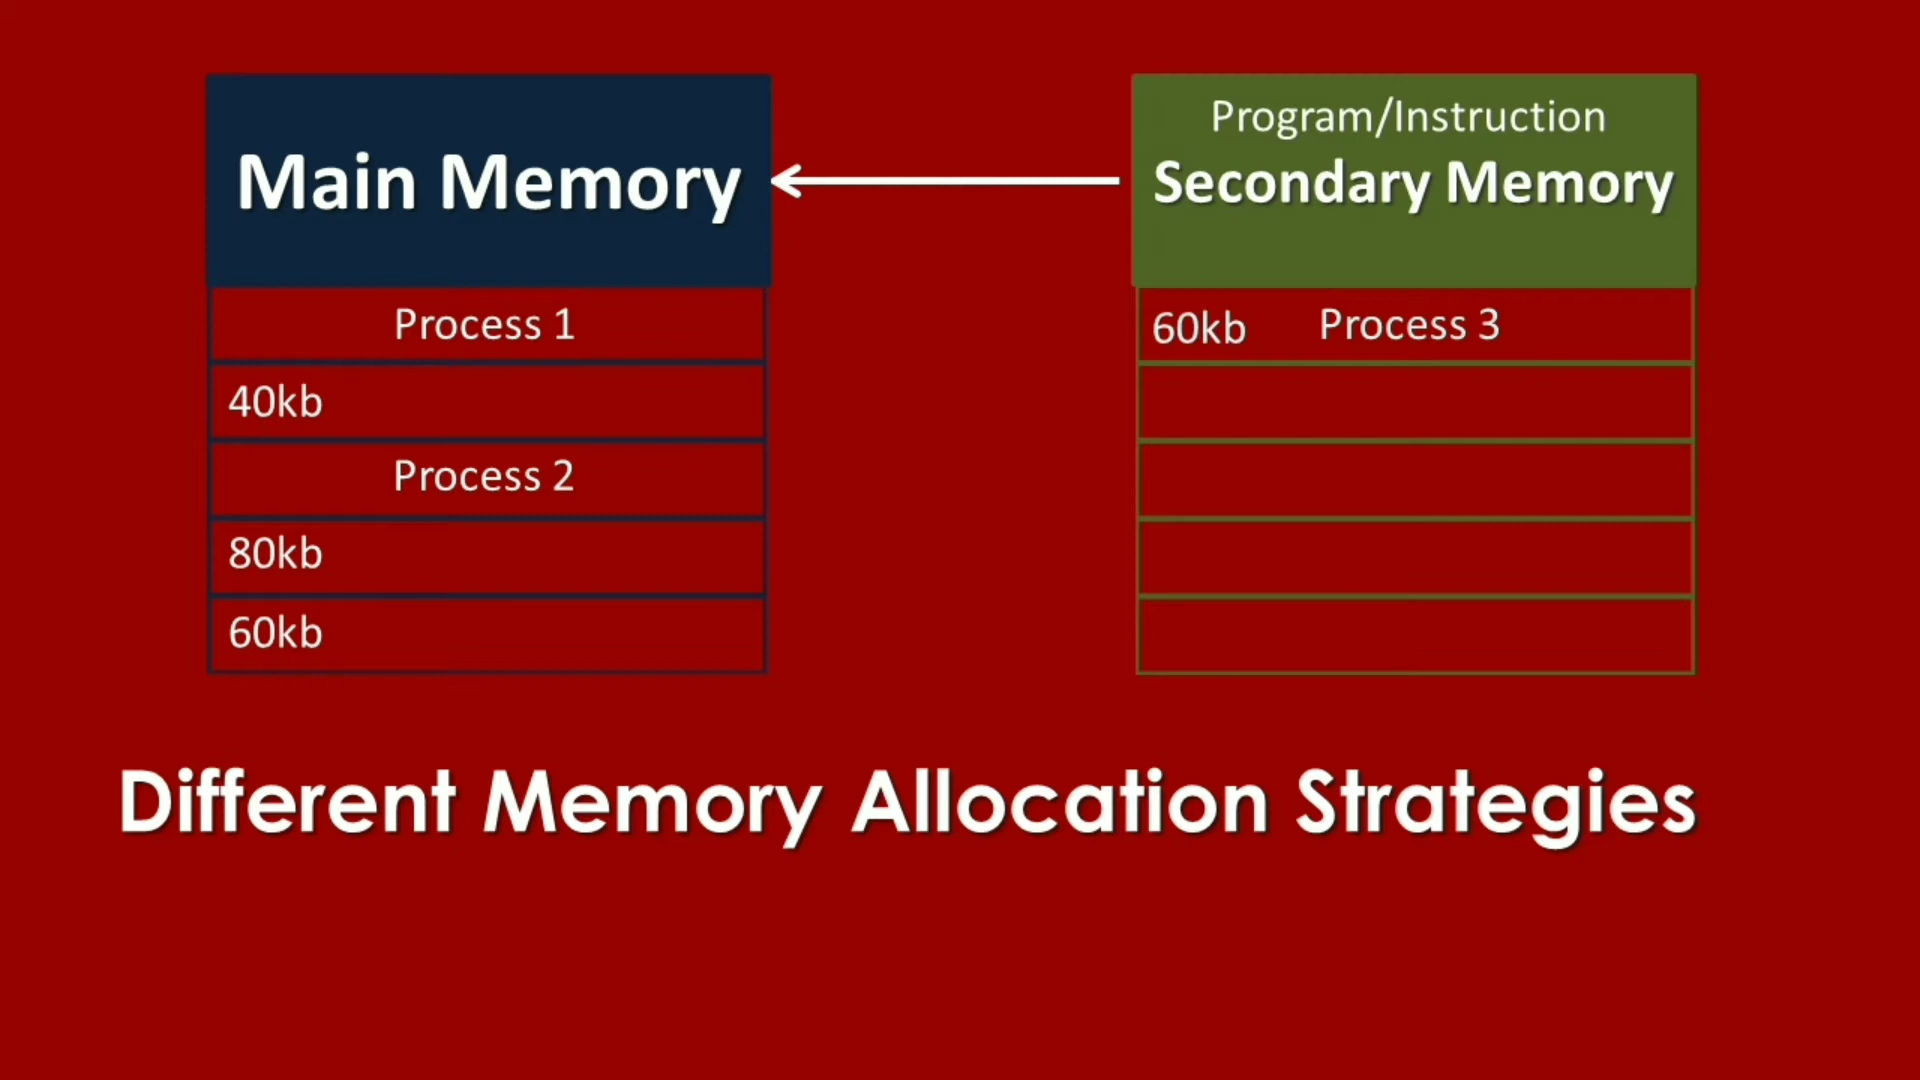 Main Memory
Process 1
40kb
Process 2
80kb
60kb
Program/Instruction
Secondary Memory
60kb Process 3
Different Memory Allocation Strategies